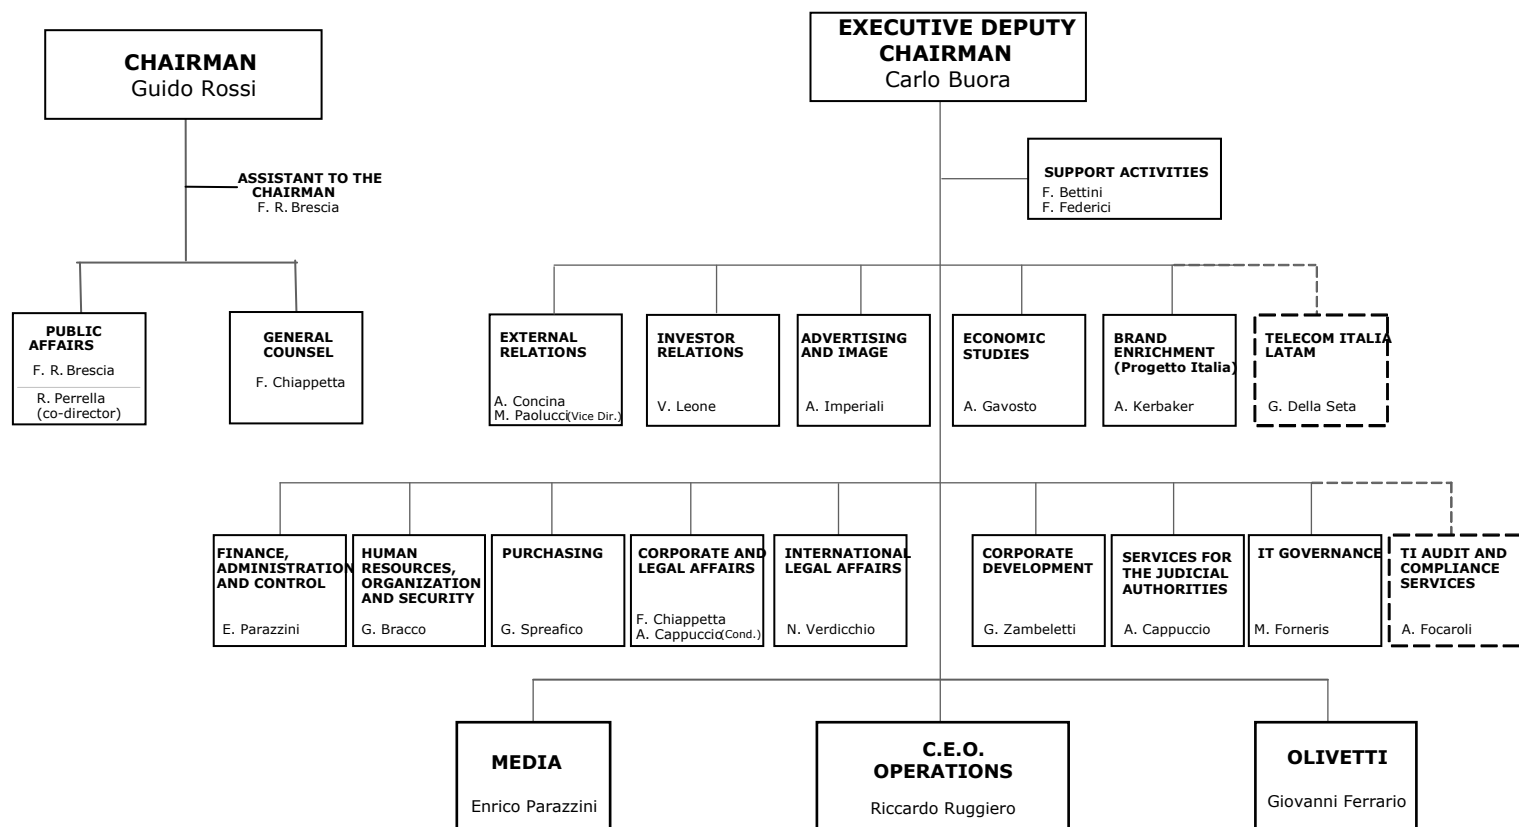 CHAIRMAN
Guido Rossi
EXECUTIVE DEPUTY
CHAIRMAN
Carlo Buora
ASSISTANT TO THE
CHAIRMAN
F. R. Brescia
SUPPORT ACTIVITIES
F. Bettini
F. Federici
PUBLIC
AFFAIRS
F. R. Brescia
R. Perrella
(co-director)
GENERAL
COUNSEL
F. Chiappetta
EXTERNAL
RELATIONS
A. Concina
M. Paolucci(Vice Dir.)
INVESTOR
RELATIONS
V. Leone
ADVERTISING
AND IMAGE
A. Imperiali
ECONOMIC
STUDIES
A. Gavosto
BRAND
ENRICHMENT
(Progetto Italia)
A. Kerbaker
TELECOM ITALIA
LATAM
G. Della Seta
FINANCE,
ADMINISTRATION
AND CONTROL
E. Parazzini
HUMAN
RESOURCES,
ORGANIZATION
AND SECURITY
G. Bracco
PURCHASING
G. Spreafico
CORPORATE AND
LEGAL AFFAIRS
F. Chiappetta
A. Cappuccio(Cond.)
INTERNATIONAL
LEGAL AFFAIRS
N. Verdicchio
CORPORATE
DEVELOPMENT
G. Zambeletti
SERVICES FOR
THE JUDICIAL
AUTHORITIES
A. Cappuccio
IT GOVERNANCE
M. Forneris
TI AUDIT AND
COMPLIANCE
SERVICES
A. Focaroli
MEDIA
Enrico Parazzini
C.E.O.
OPERATIONS
Riccardo Ruggiero
OLIVETTI
Giovanni Ferrario